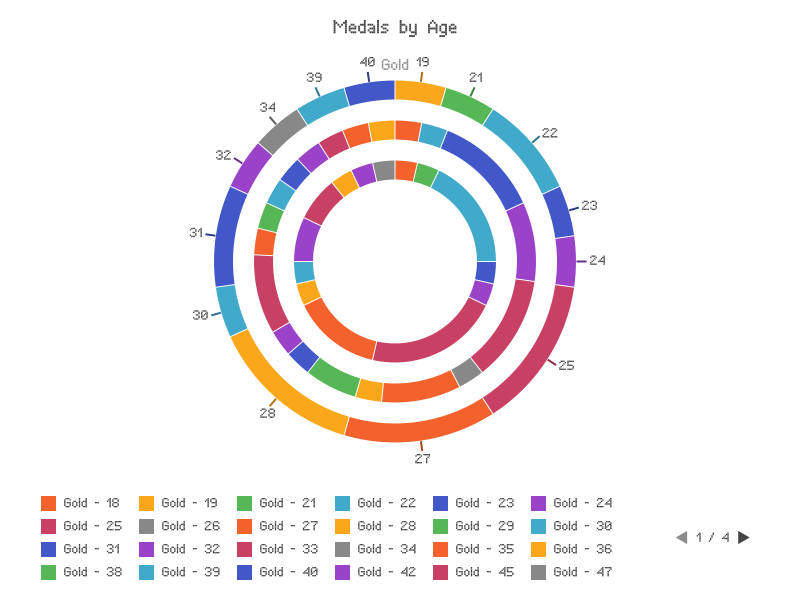 Medals by Age
40 Gold 19
39 21
34
22
32
23
31
24
30
25
28
27
Gold - 18 Gold - 19 Gold - 21 Gold - 22 Gold - 23 Gold - 24
Gold - 25 Gold - 26 Gold - 27 Gold - 28 Gold - 29 Gold - 30
1 / 4
Gold - 31 Gold - 32 Gold - 33 Gold - 34 Gold - 35 Gold - 36
Gold - 38 Gold - 39 Gold - 40 Gold - 42 Gold - 45 Gold - 47